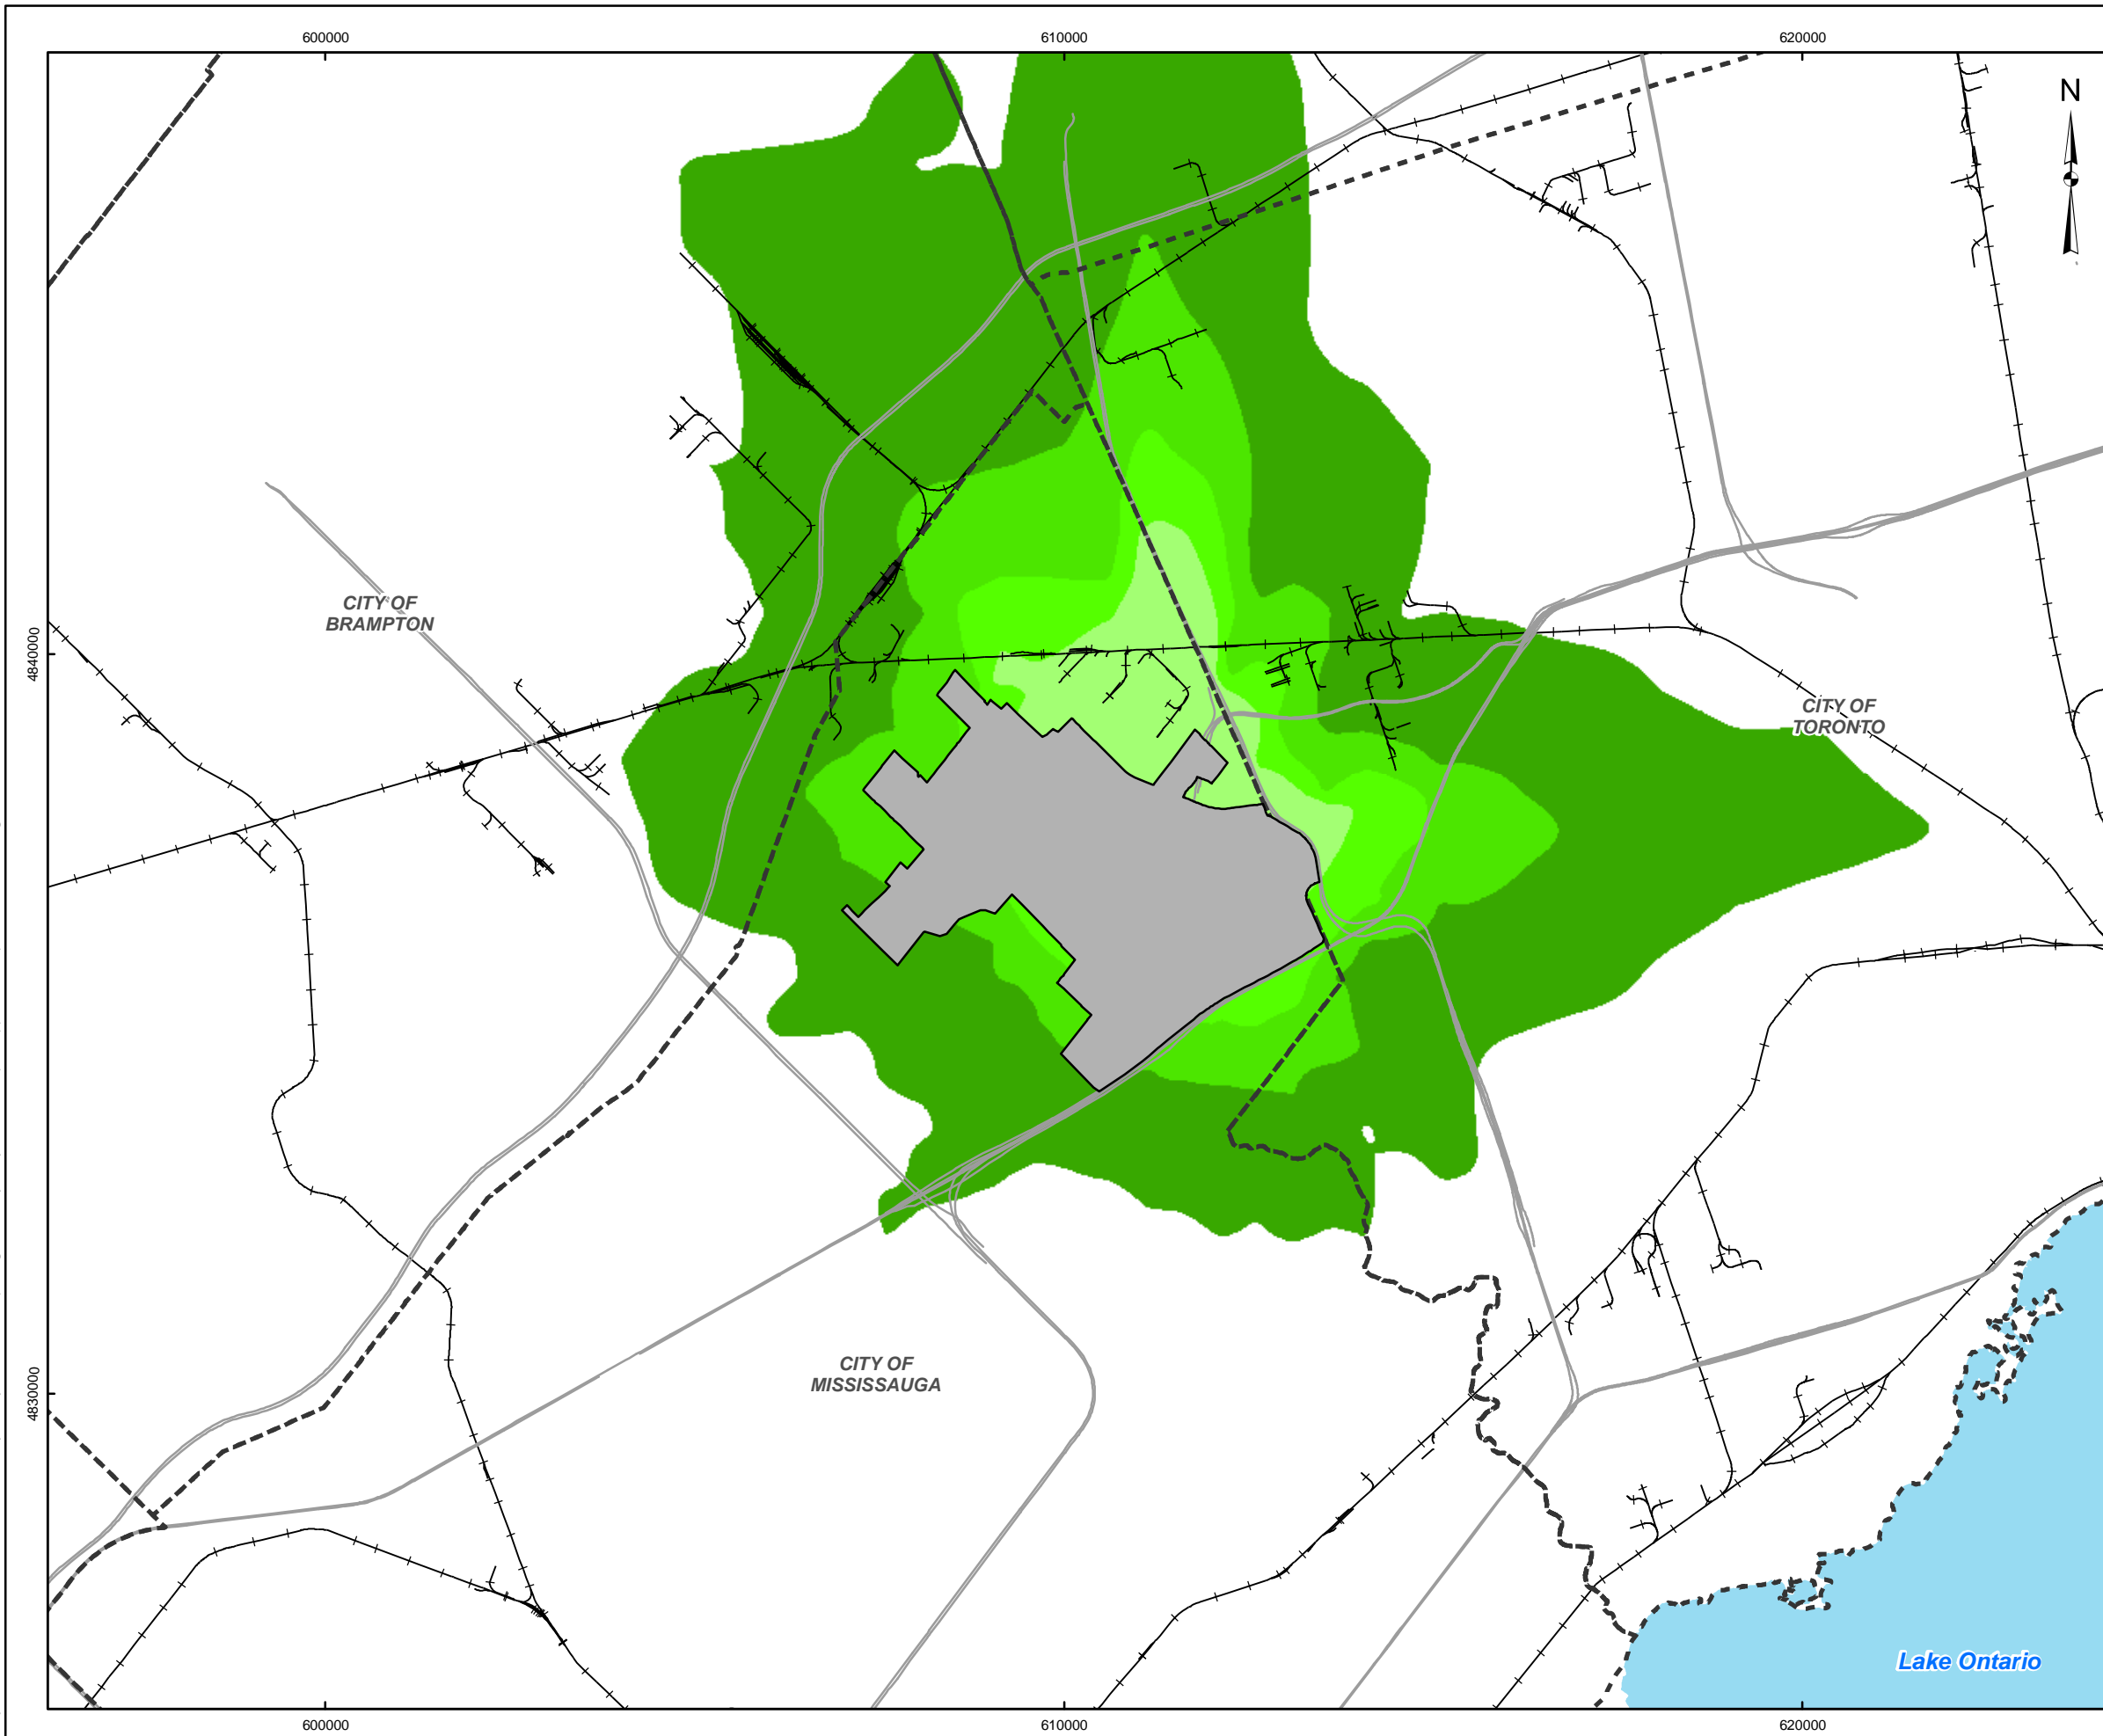 600000
610000
620000
N
4840000
CITY OF
BRAMPTON
CITY OF
TORONTO
4830000
CITY OF
MISSISSAUGA
Lake Ontario
600000
610000
620000